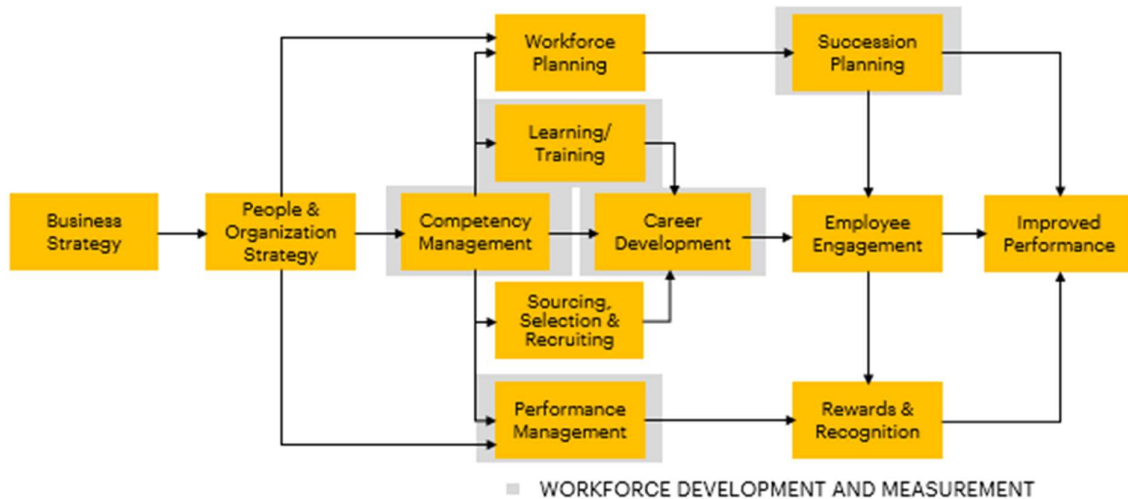 Workforce
Planning
Succession
Planning
Learning/
Training
Business
Strategy
People &
Organization
Strategy
Competency
Management
Career
Development
Employee
Engagement
Improved
Performance
Sourcing,
Selection &
Recruiting
Performance
Management
Rewards &
Recognition
WORKFORCE DEVELOPMENT AND MEASUREMENT